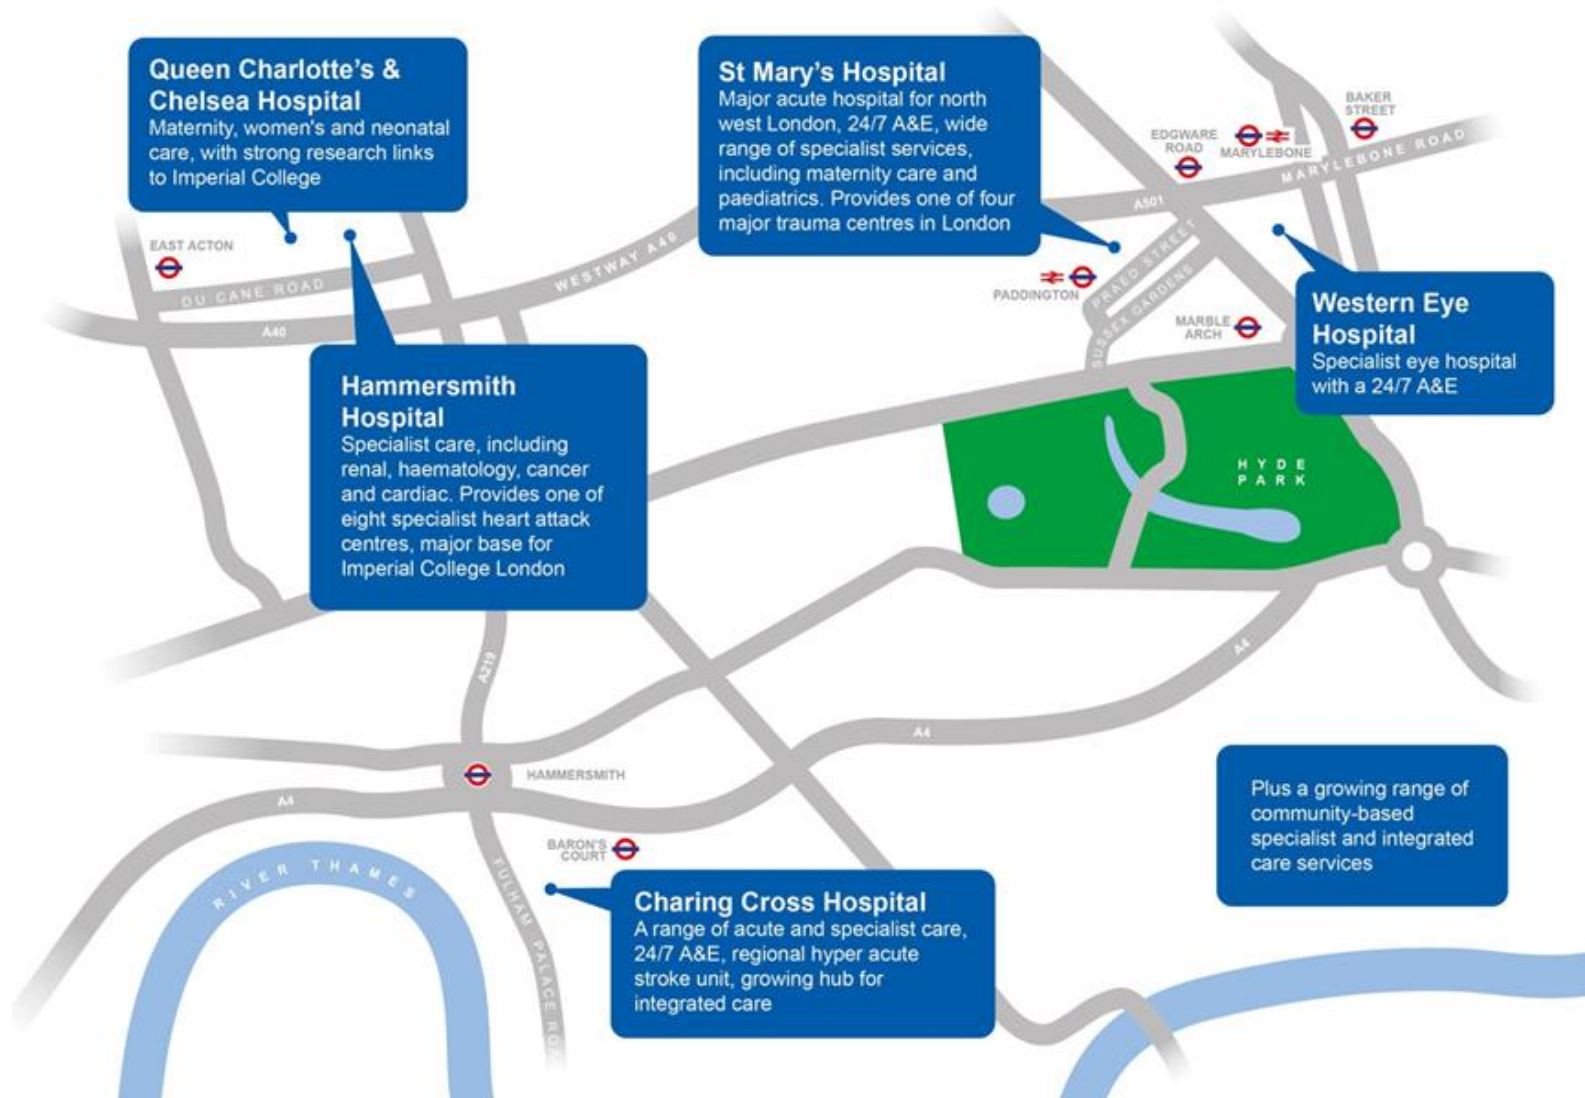 Queen Charlotte's &
Chelsea Hospital
Maternity, women's and neonatal
care, with strong research links
to Imperial College
St Mary's Hospital
Major acute hospital for north
west London, 24/7 A&E, wide
range of specialist services,
including maternity care and
paediatrics. Provides one of four
major trauma centres in London
BAKER
STREET
EDGWARE
ROAD
MARYLEBONE
MARYLEBONE ROAD
A501
EAST ACTON
DU CANE ROAD
WESTWAY A40
A40
PADDINGTON
PRAED STREET
SUSSEX GARDENS
MARBLE
ARCH
Western Eye
Hospital
Specialist eye hospital
with a 24/7 A&E
Hammersmith
Hospital
Specialist care, including
renal, haematology, cancer
and cardiac. Provides one of
eight specialist heart attack
centres, major base for
Imperial College London
HYDE
PARK
A219
A4
A4
HAMMERSMITH
A4
BARON'S
COURT
RIVER THAMES
FULHAM PALACE ROAD
Charing Cross Hospital
A range of acute and specialist care,
24/7 A&E, regional hyper acute
stroke unit, growing hub for
integrated care
Plus a growing range of
community-based
specialist and integrated
care services